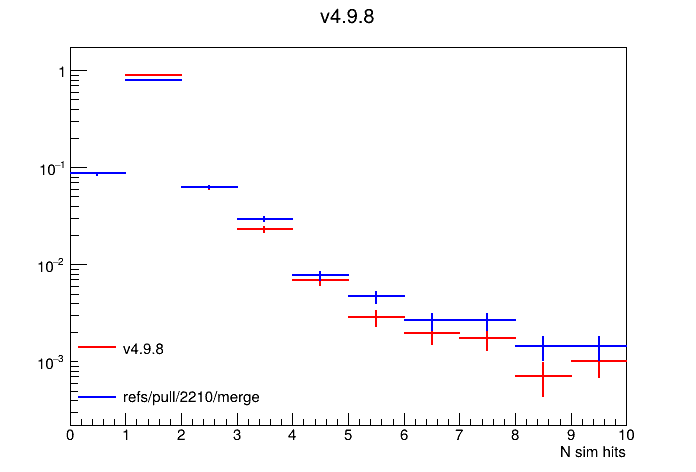 v4.9.8
1
10⁻¹
10⁻²
10⁻³
v4.9.8
refs/pull/2210/merge
0 1 2 3 4 5 6 7 8 9 10
N sim hits